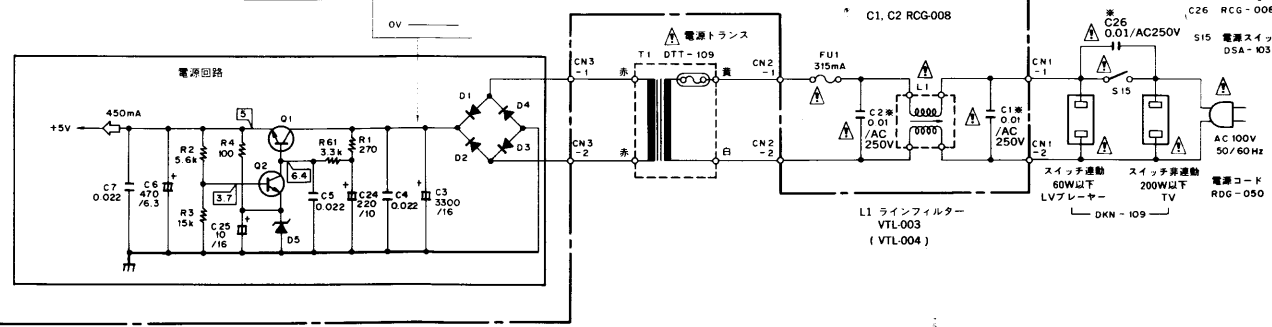 0V
C1, C2 RCG-008
C26 RCG-006
※
C26
0.01/AC250V
S15 電源スイッ
DSA-103
電源トランス
T1 DTT-109
FU1
315mA
CN3
-1
赤
黄
CN2
-1
L1
CN1
-1
S15
電源回路
D1
D4
D2
D3
450mA
+5V
5
Q1
R2
5.6k
R4
100
R61
3.3k
R1
270
Q2
6.4
3.7
C7
0.022
C6
470
/6.3
+
R3
15k
C25
10
/16
+
D5
C5
0.022
C24
220
/10
+
C4
0.022
C3
3300
/16
+
CN3
-2
赤
白
CN2
-2
C2※
0.01
/AC
250V
C1※
0.01
/AC
250V
CN1
-2
AC 100V
50/60Hz
スイッチ連動
60W以下
LVプレーヤー
スイッチ非連動
200W以下
TV
DKN-109
電源コード
RDG-050
L1 ラインフィルター
VTL-003
(VTL-004)